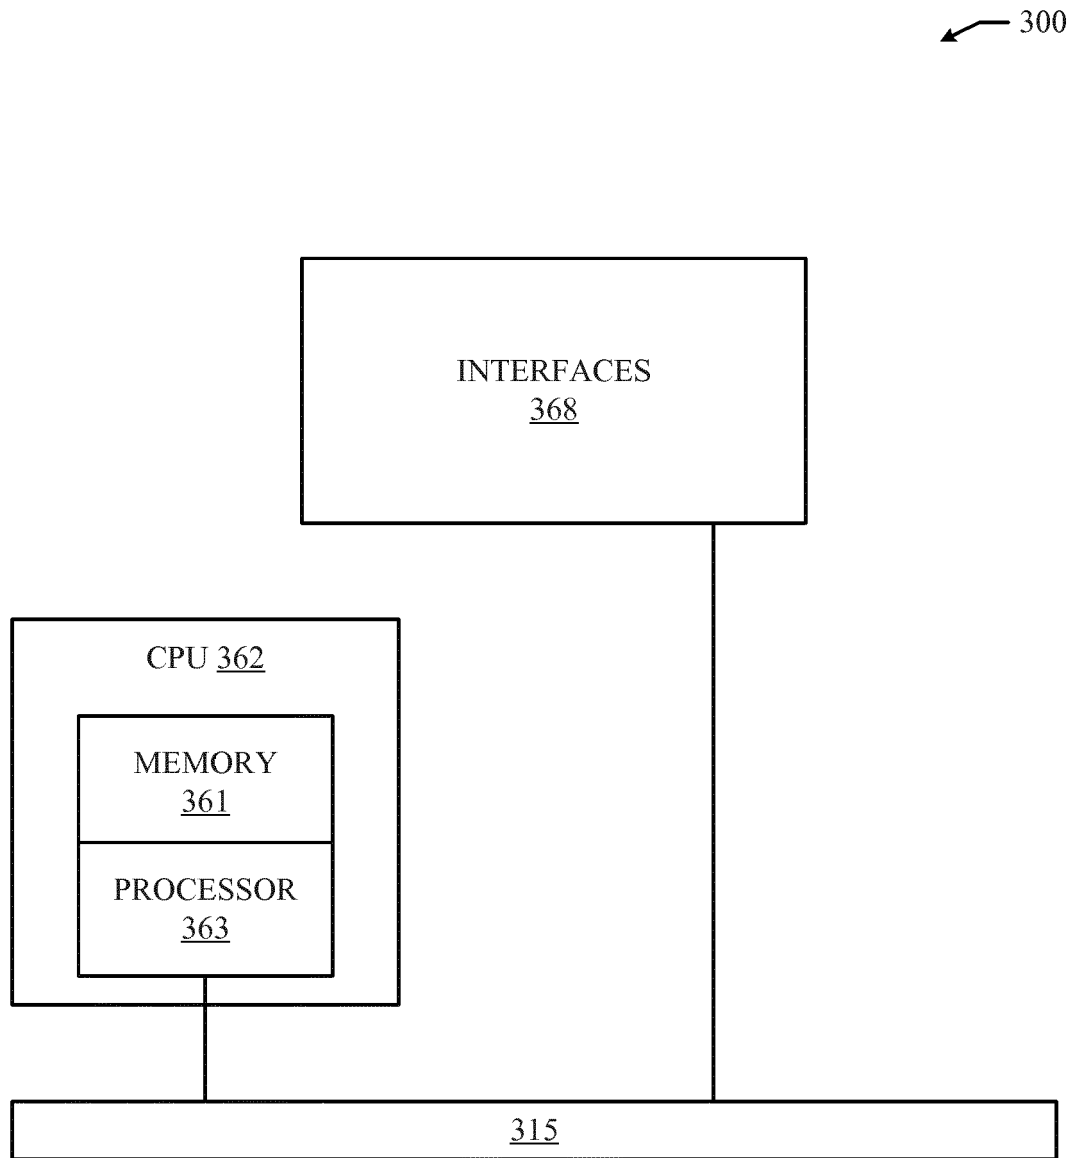 300
INTERFACES
368
CPU 362
MEMORY
361
PROCESSOR
363
315